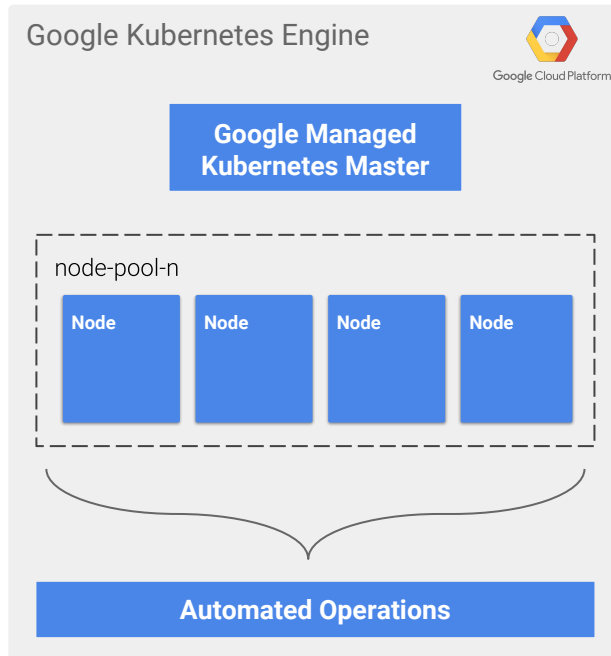 Google Kubernetes Engine
Google Cloud Platform
Google Managed
Kubernetes Master
node-pool-n
Node
Node
Node
Node
Automated Operations